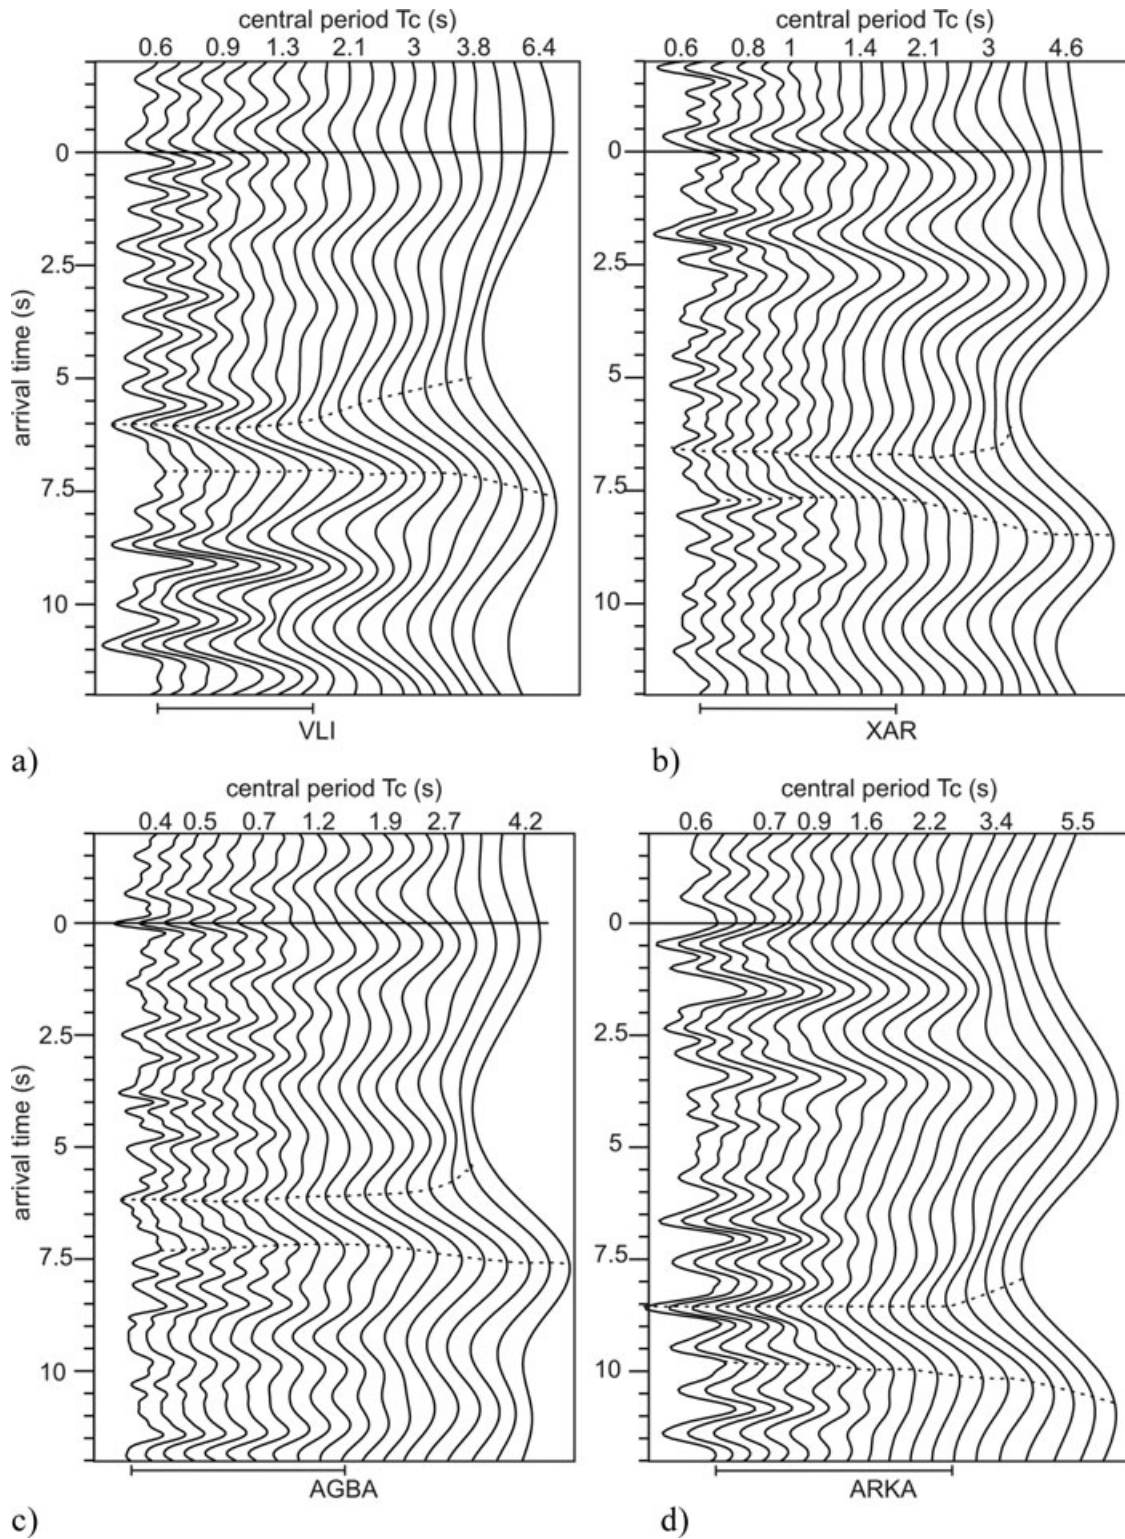 central period Tc (s)
0.6 0.9 1.3 2.1 3 3.8 6.4
0
2.5
5
7.5
10
arrival time (s)
VLI
a)
central period Tc (s)
0.6 0.8 1 1.4 2.1 3 4.6
0
2.5
5
7.5
10
XAR
b)
central period Tc (s)
0.4 0.5 0.7 1.2 1.9 2.7 4.2
0
2.5
5
7.5
10
arrival time (s)
AGBA
c)
central period Tc (s)
0.6 0.7 0.9 1.6 2.2 3.4 5.5
0
2.5
5
7.5
10
ARKA
d)